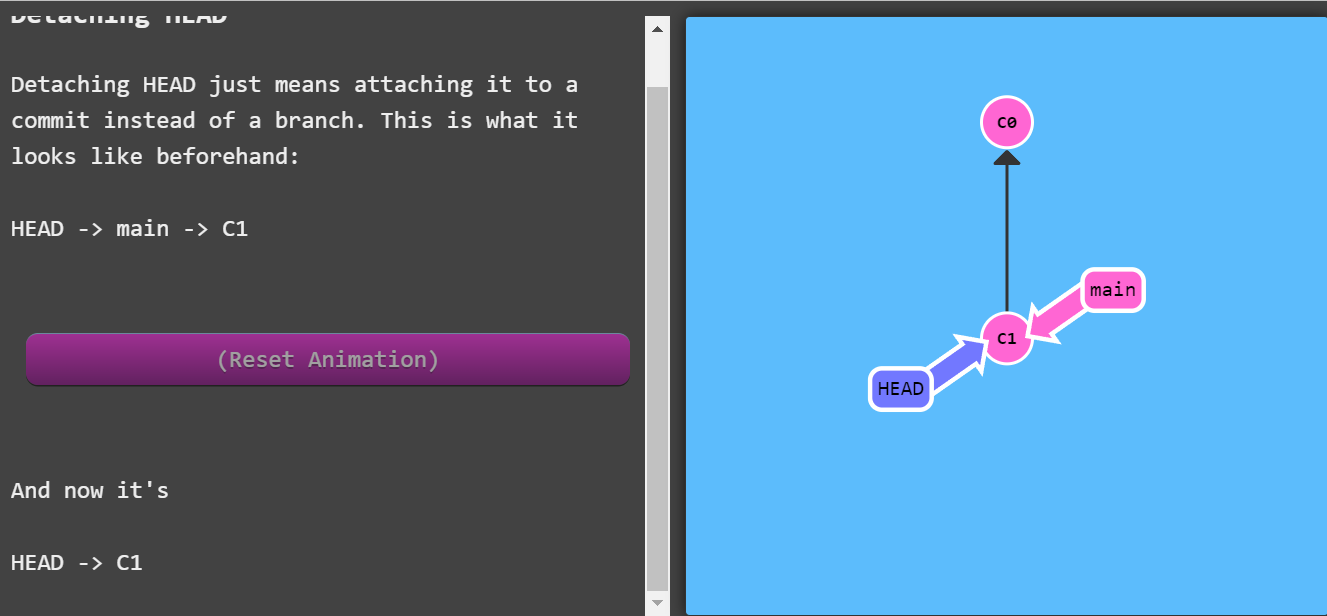 Detaching HEAD
Detaching HEAD just means attaching it to a
commit instead of a branch. This is what it
looks like beforehand:
HEAD -> main -> C1
(Reset Animation)
And now it's
HEAD -> C1
C0
main
C1
HEAD